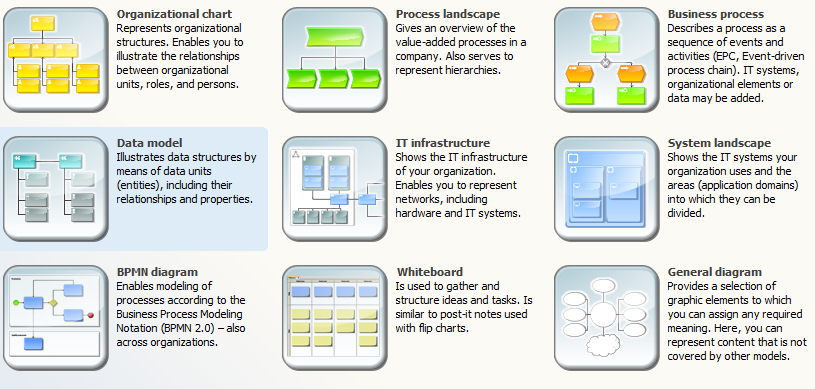 Organizational chart
Represents organizational
structures. Enables you to
illustrate the relationships
between organizational
units, roles, and persons.
Process landscape
Gives an overview of the
value-added processes in a
company. Also serves to
represent hierarchies.
Business process
Describes a process as a
sequence of events and
activities (EPC, Event-driven
process chain). IT systems,
organizational elements or
data may be added.
Data model
Illustrates data structures by
means of data units
(entities), including their
relationships and properties.
IT infrastructure
Shows the IT infrastructure
of your organization.
Enables you to represent
networks, including
hardware and IT systems.
System landscape
Shows the IT systems your
organization uses and the
areas (application domains)
into which they can be
divided.
BPMN diagram
Enables modeling of
processes according to the
Business Process Modeling
Notation (BPMN 2.0) – also
across organizations.
Whiteboard
Is used to gather and
structure ideas and tasks. Is
similar to post-it notes used
with flip charts.
General diagram
Provides a selection of
graphic elements to which
you can assign any required
meaning. Here, you can
represent content that is not
covered by other models.